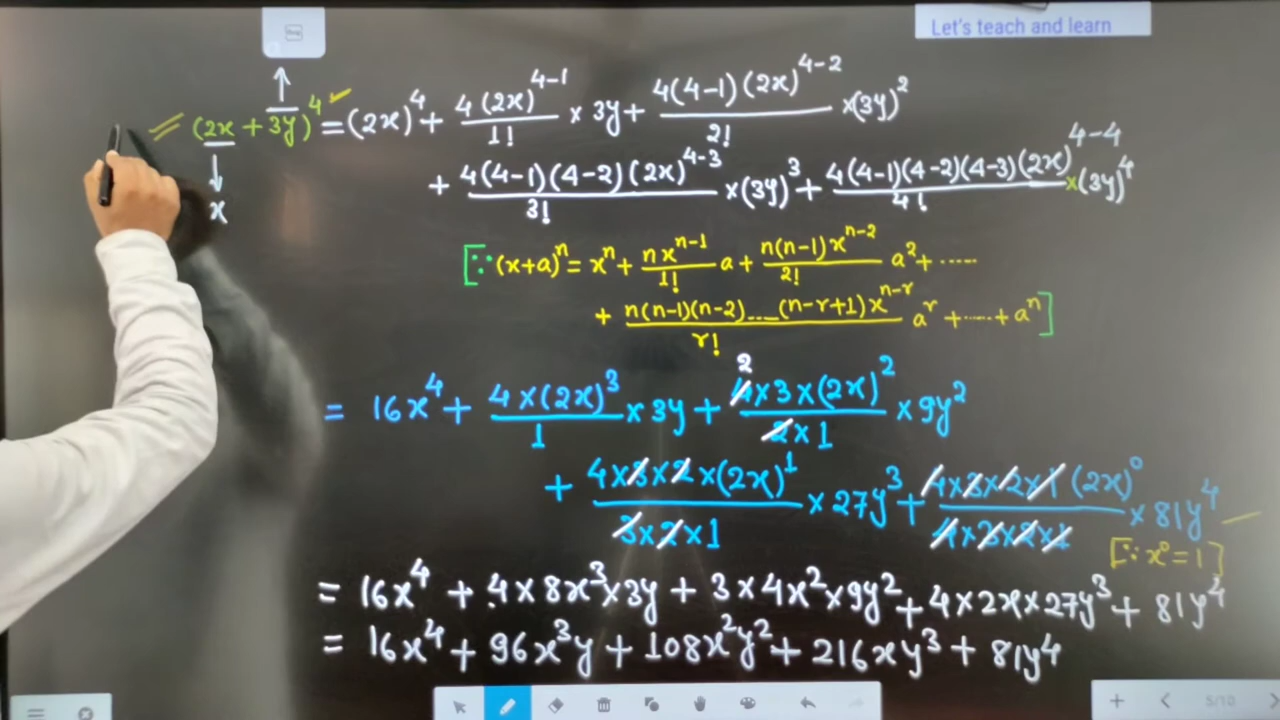 Let's teach and learn
(2x + 3y)⁴ = (2x)⁴ + 4(2x)⁴⁻¹/1! × 3y + 4(4-1)(2x)⁴⁻²/2! ×(3y)²
x
+ 4(4-1)(4-2)(2x)⁴⁻³/3! ×(3y)³ + 4(4-1)(4-2)(4-3)(2x)⁴⁻⁴/4! ×(3y)⁴
[∵ (x+a)ⁿ = xⁿ + nxⁿ⁻¹/1! a + n(n-1)xⁿ⁻²/2! a² + ......
+ n(n-1)(n-2)....(n-r+1)xⁿ⁻ʳ/r! aʳ + ...... + aⁿ]
= 16x⁴ + 4×(2x)³/1 × 3y + 2 4×3×(2x)²/2×1 × 9y²
+ 4×3×2×(2x)¹/3×2×1 × 27y³ + 4×3×2×1(2x)⁰/4×3×2×1 × 81y⁴
[∵ x⁰ = 1]
= 16x⁴ + 4×8x³×3y + 3×4x²×9y² + 4×2x×27y³ + 81y⁴
= 16x⁴ + 96x³y + 108x²y² + 216xy³ + 81y⁴
5/10